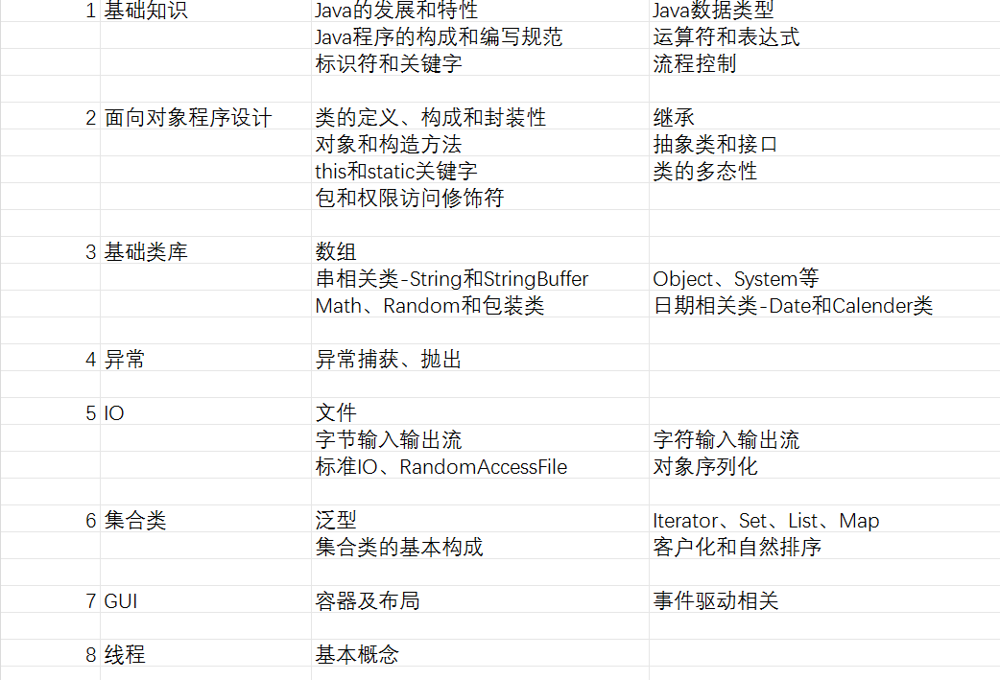 1 基础知识 Java的发展和特性 Java数据类型
Java程序的构成和编写规范 运算符和表达式
标识符和关键字 流程控制
2 面向对象程序设计 类的定义、构成和封装性 继承
对象和构造方法 抽象类和接口
this和static关键字 类的多态性
包和权限访问修饰符
3 基础类库 数组
串相关类-String和StringBuffer Object、System等
Math、Random和包装类 日期相关类-Date和Calender类
4 异常 异常捕获、抛出
5 IO 文件
字节输入输出流 字符输入输出流
标准IO、RandomAccessFile 对象序列化
6 集合类 泛型 Iterator、Set、List、Map
集合类的基本构成 客户化和自然排序
7 GUI 容器及布局 事件驱动相关
8 线程 基本概念